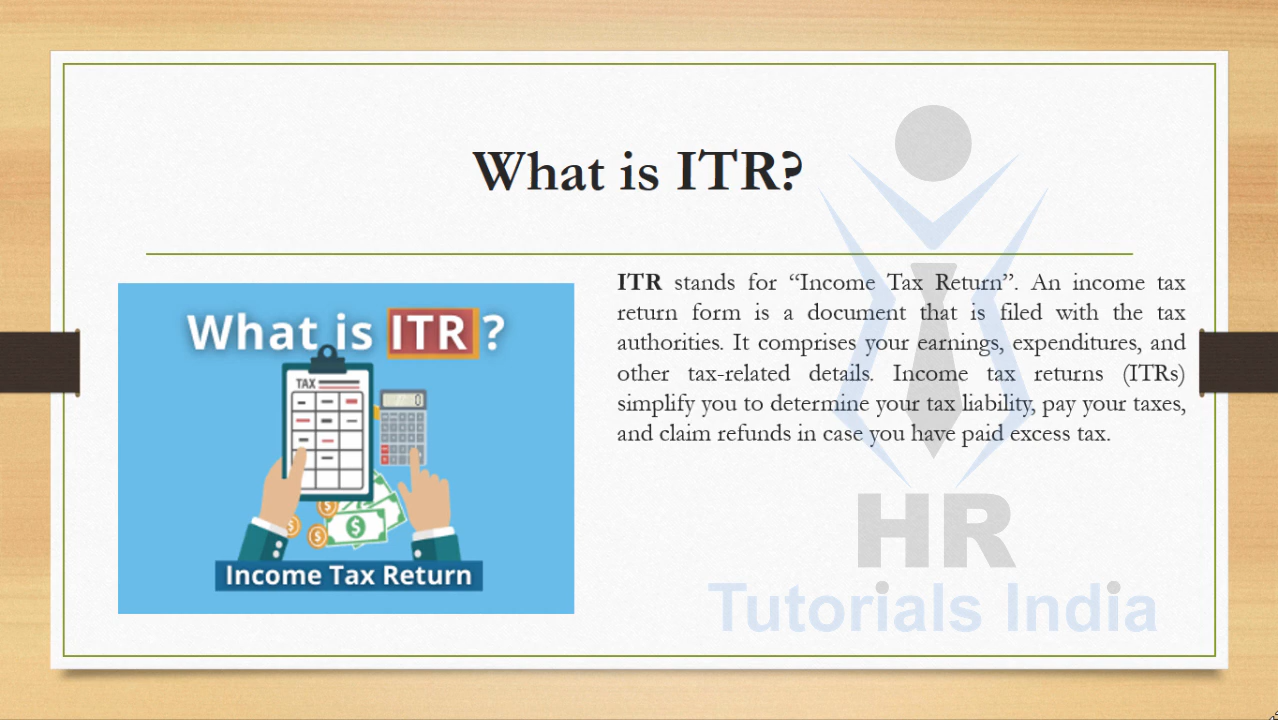 What is ITR?
What is ITR ?
TAX
0
$
$
$
Income Tax Return
ITR stands for “Income Tax Return”. An income tax
return form is a document that is filed with the tax
authorities. It comprises your earnings, expenditures, and
other tax-related details. Income tax returns (ITRs)
simplify you to determine your tax liability, pay your taxes,
and claim refunds in case you have paid excess tax.
HR
Tutorials India